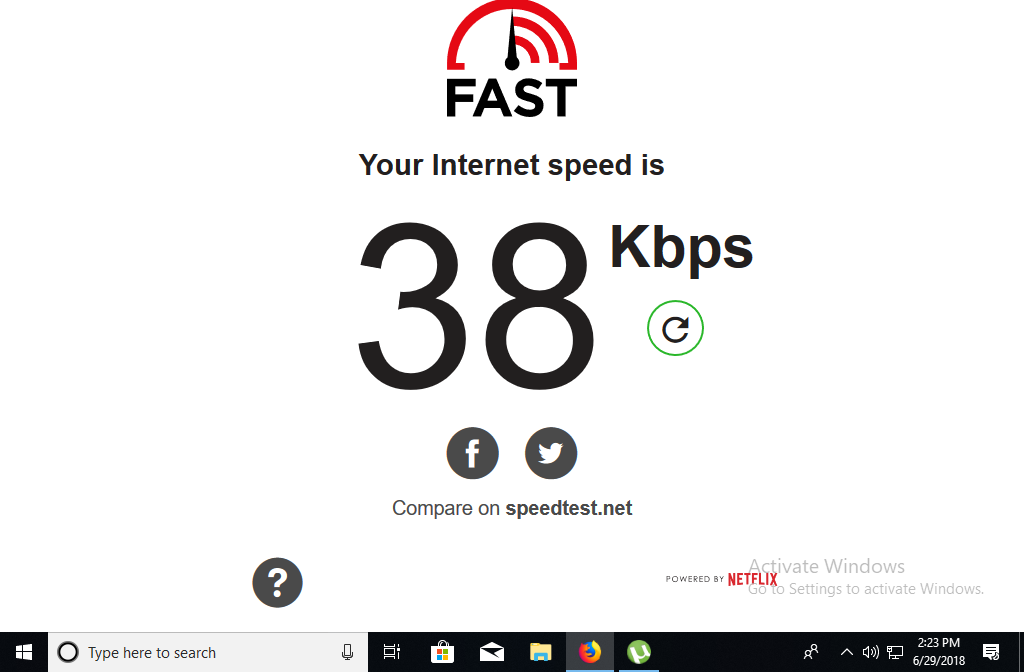 FAST
Your Internet speed is
38 Kbps
f
Compare on speedtest.net
?
POWERED BY NETFLIX
Activate Windows
Go to Settings to activate Windows.
Type here to search
2:23 PM
6/29/2018